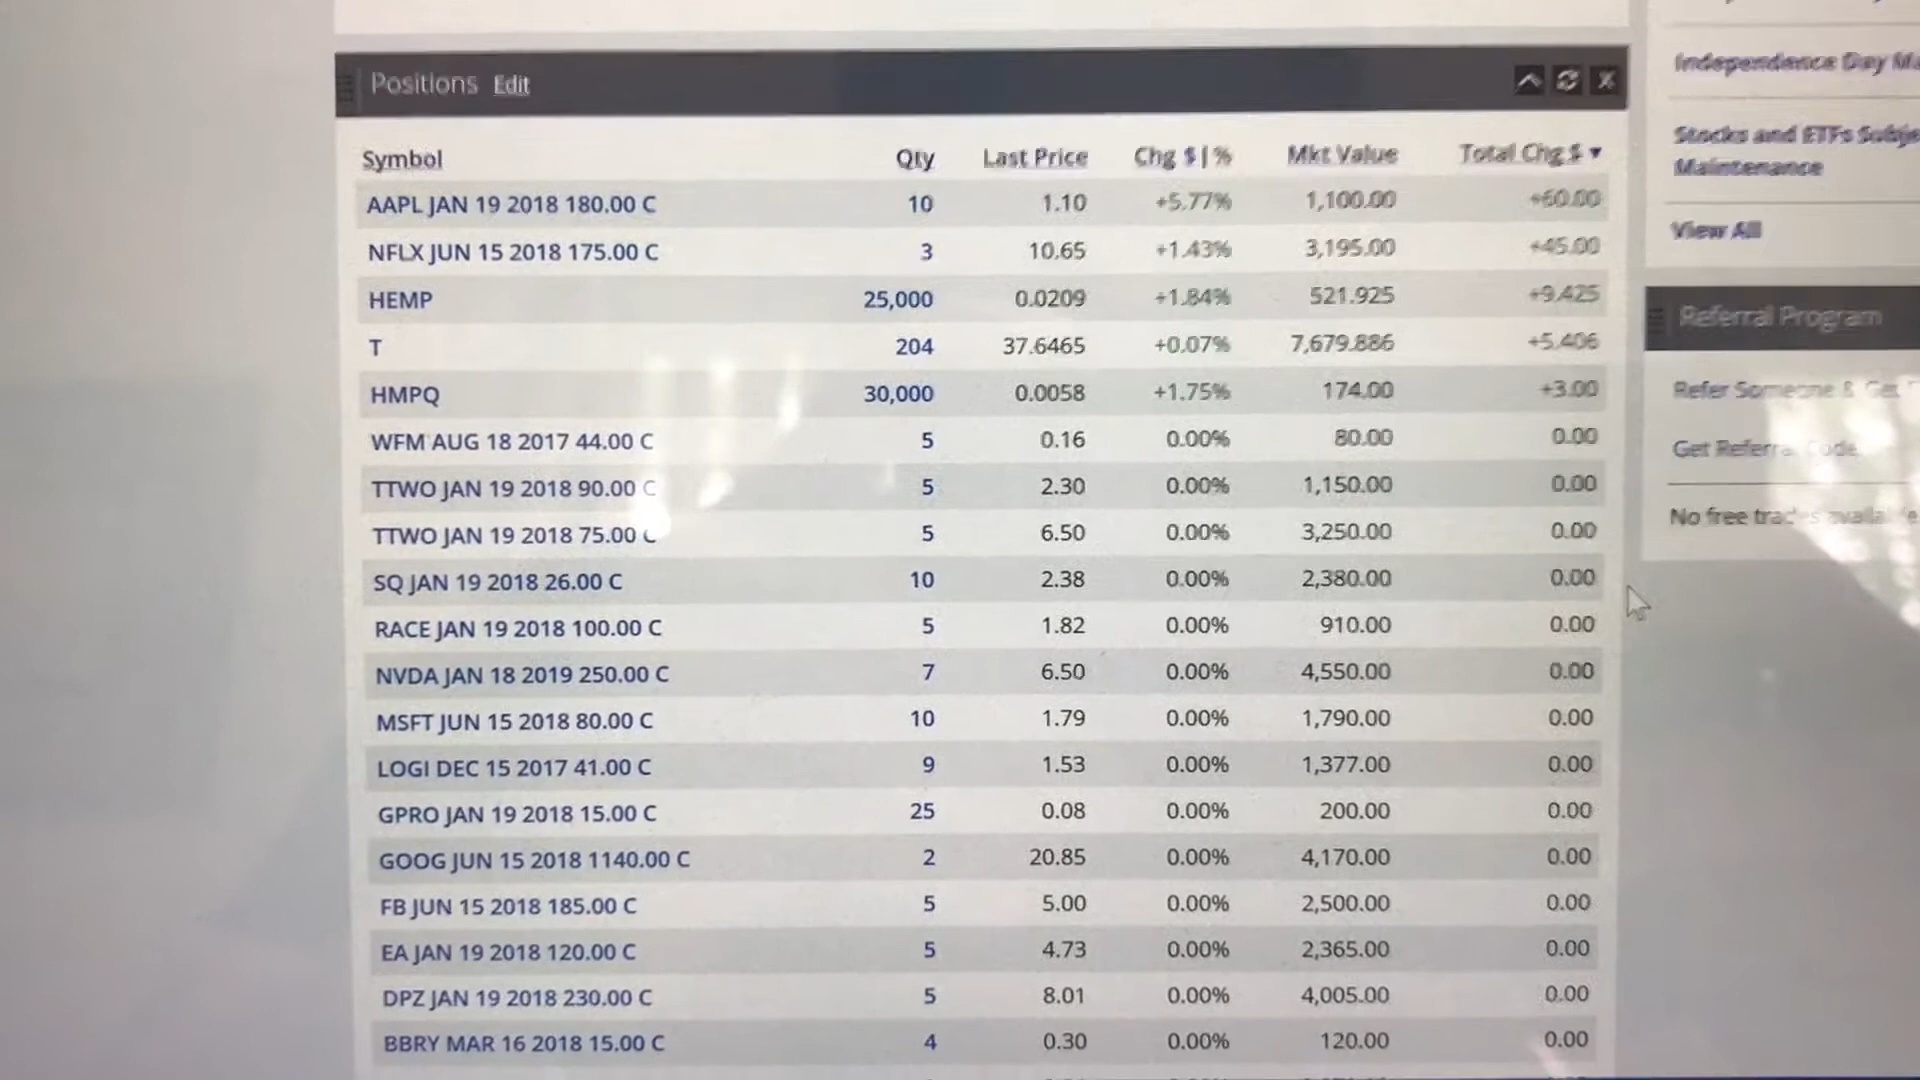 Positions Edit
Symbol Qty Last Price Chg $ | % Mkt Value Total Chg $ ▼
AAPL JAN 19 2018 180.00 C 10 1.10 +5.77% 1,100.00 +60.00
NFLX JUN 15 2018 175.00 C 3 10.65 +1.43% 3,195.00 +45.00
HEMP 25,000 0.0209 +1.84% 521.925 +9.425
T 204 37.6465 +0.07% 7,679.886 +5.406
HMPQ 30,000 0.0058 +1.75% 174.00 +3.00
WFM AUG 18 2017 44.00 C 5 0.16 0.00% 80.00 0.00
TTWO JAN 19 2018 90.00 C 5 2.30 0.00% 1,150.00 0.00
TTWO JAN 19 2018 75.00 C 5 6.50 0.00% 3,250.00 0.00
SQ JAN 19 2018 26.00 C 10 2.38 0.00% 2,380.00 0.00
RACE JAN 19 2018 100.00 C 5 1.82 0.00% 910.00 0.00
NVDA JAN 18 2019 250.00 C 7 6.50 0.00% 4,550.00 0.00
MSFT JUN 15 2018 80.00 C 10 1.79 0.00% 1,790.00 0.00
LOGI DEC 15 2017 41.00 C 9 1.53 0.00% 1,377.00 0.00
GPRO JAN 19 2018 15.00 C 25 0.08 0.00% 200.00 0.00
GOOG JUN 15 2018 1140.00 C 2 20.85 0.00% 4,170.00 0.00
FB JUN 15 2018 185.00 C 5 5.00 0.00% 2,500.00 0.00
EA JAN 19 2018 120.00 C 5 4.73 0.00% 2,365.00 0.00
DPZ JAN 19 2018 230.00 C 5 8.01 0.00% 4,005.00 0.00
BBRY MAR 16 2018 15.00 C 4 0.30 0.00% 120.00 0.00
Independence Day
Stocks and ETFs
Maintenance
View All
Referral Program
Refer Someone &
Get
No free